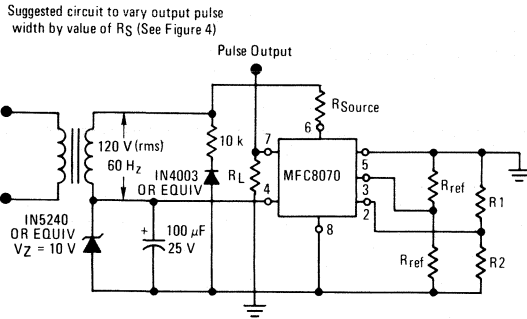 Suggested circuit to vary output pulse
width by value of RS (See Figure 4)
Pulse Output
RSource
6
120 V (rms)
60 Hz
10 k
7
5
IN4003
OR EQUIV
RL
MFC8070
Rref
R1
4
3
2
IN5240
OR EQUIV
VZ = 10 V
+
100 µF
25 V
8
Rref
R2